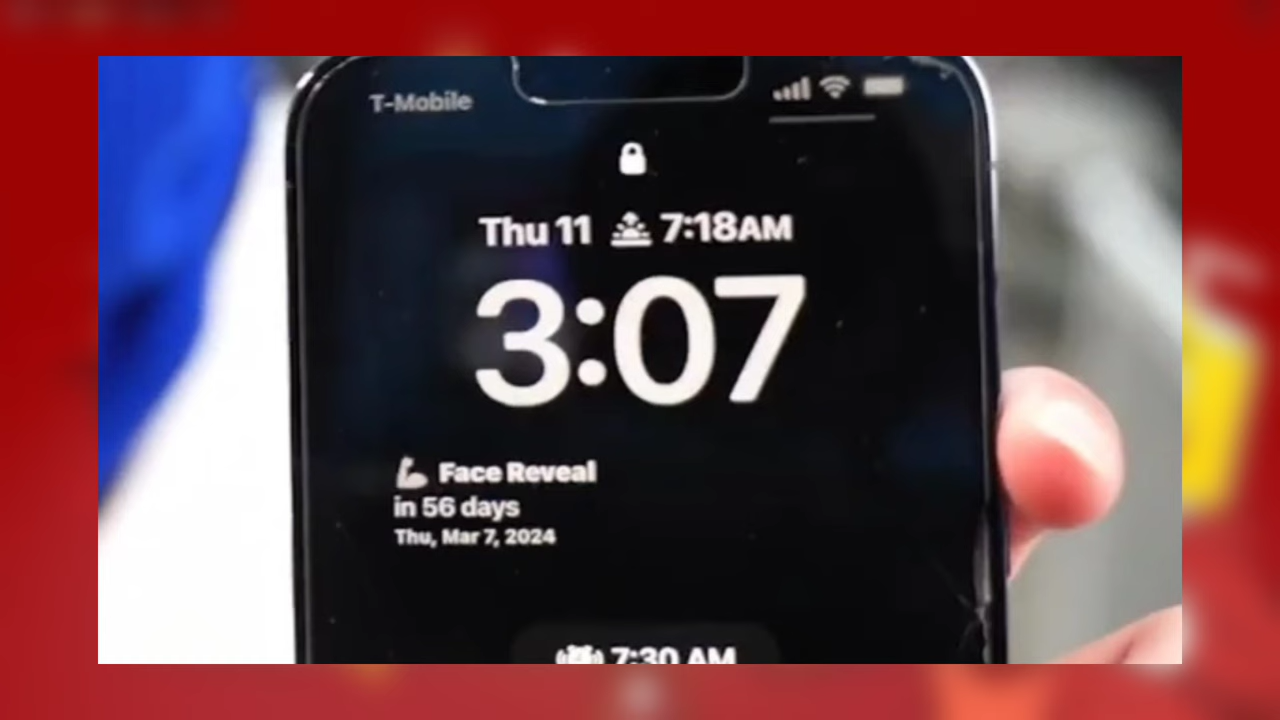 T-Mobile
Thu 11 7:18AM
3:07
Face Reveal
in 56 days
Thu, Mar 7, 2024
7:30 AM